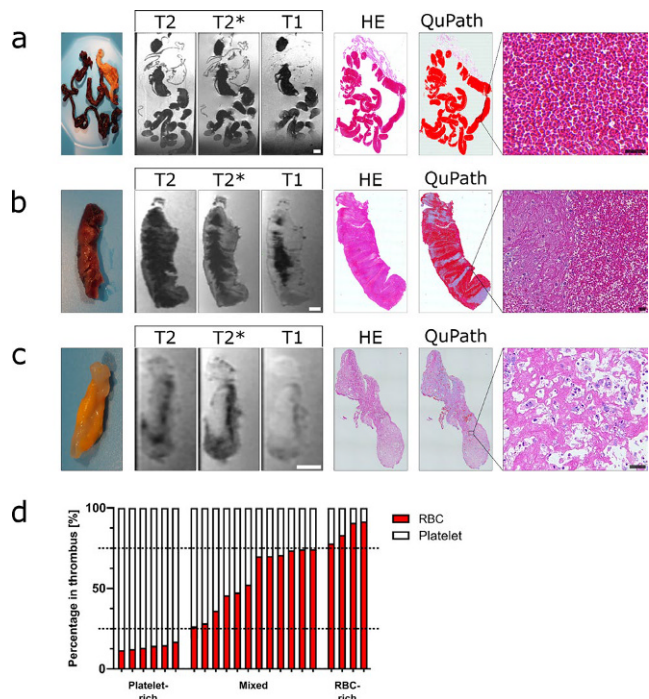 T2 T2* T1 HE QuPath
a
T2 T2* T1 HE QuPath
b
T2 T2* T1 HE QuPath
c
d
100
50
0
Percentage in thrombus [%]
RBC
Platelet
Platelet-
rich
Mixed
RBC-
rich